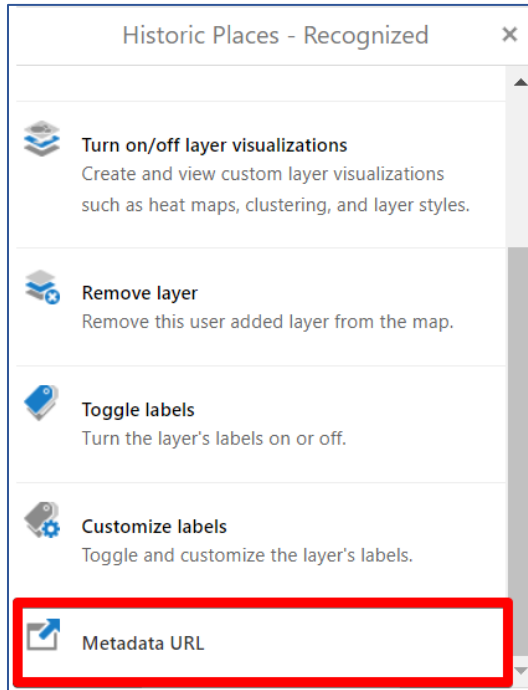 Historic Places - Recognized
Turn on/off layer visualizations
Create and view custom layer visualizations
such as heat maps, clustering, and layer styles.
Remove layer
Remove this user added layer from the map.
Toggle labels
Turn the layer's labels on or off.
Customize labels
Toggle and customize the layer's labels.
Metadata URL